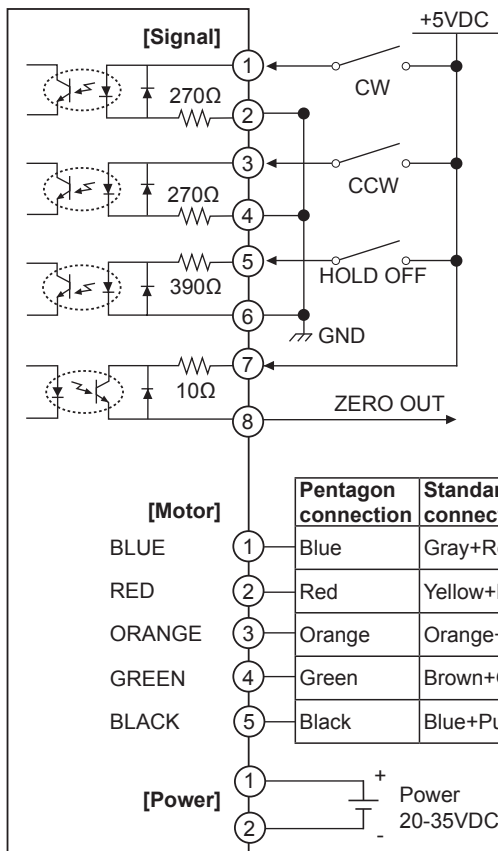 +5VDC
[Signal]
1
CW
270Ω
2
3
CCW
270Ω
4
5
HOLD OFF
390Ω
6
GND
7
10Ω
ZERO OUT
8
[Motor]
Pentagon connection
BLUE 1 Blue
RED 2 Red
ORANGE 3 Orange Orange+
GREEN 4 Green
BLACK 5 Black
1
+
[Power]
Power
20-35VDC
2
-